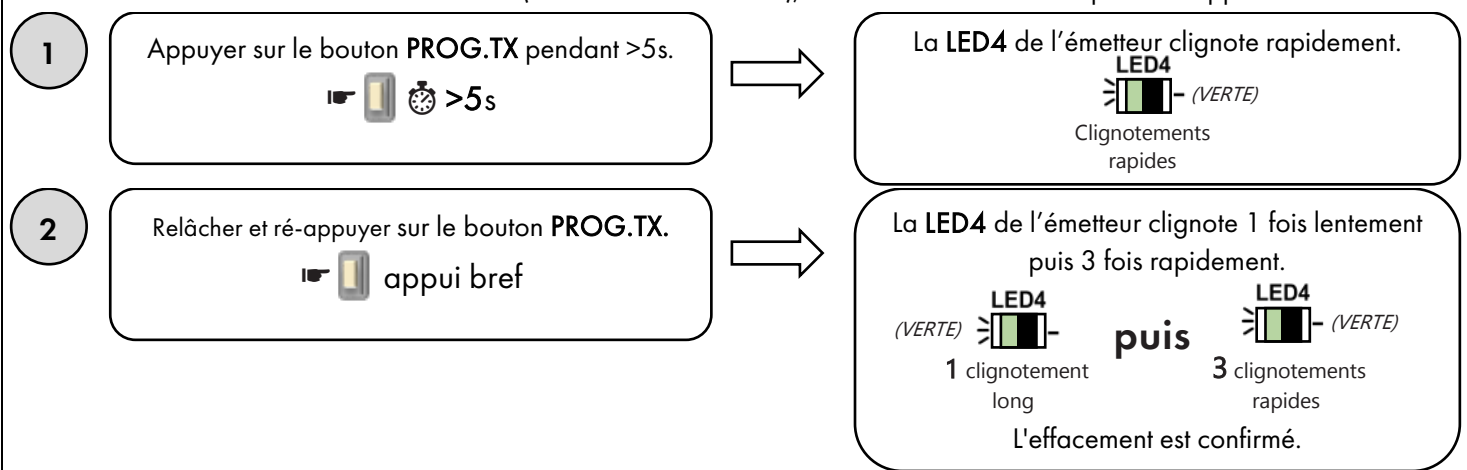 1
Appuyer sur le bouton PROG.TX pendant >5s.
>5s
La LED4 de l’émetteur clignote rapidement.
LED4
(VERTE)
Clignotements
rapides
2
Relâcher et ré-appuyer sur le bouton PROG.TX.
appui bref
La LED4 de l’émetteur clignote 1 fois lentement
puis 3 fois rapidement.
LED4
(VERTE)
1 clignotement
long
puis
LED4
(VERTE)
3 clignotements
rapides
L'effacement est confirmé.